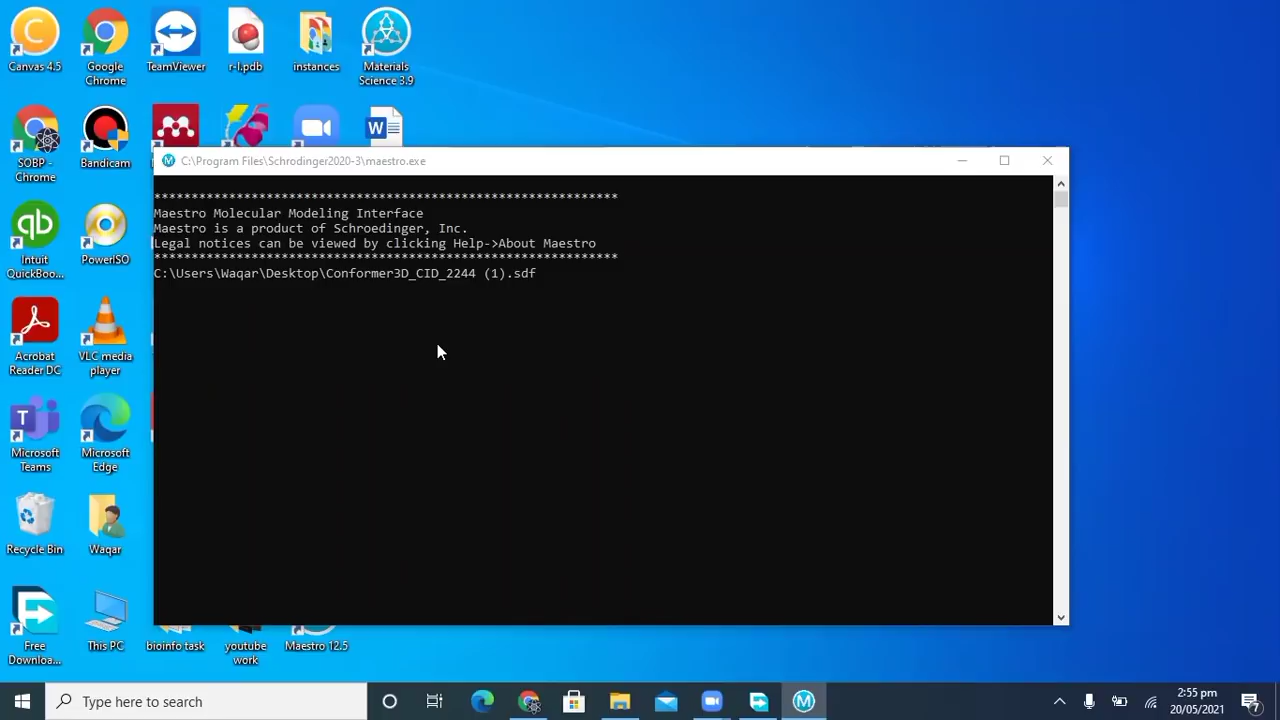 Canvas 4.5
Google
Chrome
TeamViewer
r-l.pdb
instances
Materials
Science 3.9
SOBP -
Chrome
Bandicam
W
C:\Program Files\Schrodinger2020-3\maestro.exe
**************************************************************
Maestro Molecular Modeling Interface
Maestro is a product of Schroedinger, Inc.
Legal notices can be viewed by clicking Help->About Maestro
**************************************************************
C:\Users\Waqar\Desktop\Conformer3D_CID_2244 (1).sdf
qb
Intuit
QuickBoo...
PowerISO
Acrobat
Reader DC
VLC media
player
T
Microsoft
Teams
Microsoft
Edge
Recycle Bin
Waqar
Free
Downloa...
This PC
bioinfo task
youtube
work
Maestro 12.5
Type here to search
2:55 pm
20/05/2021
7